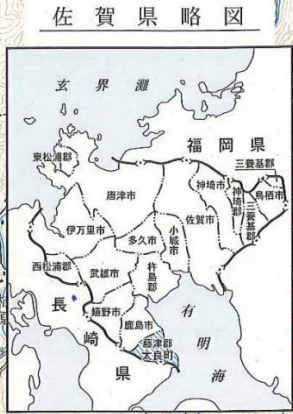 佐賀県略図
玄界灘
福岡県
東松浦郡
三養基郡
唐津市
神埼市
鳥栖市
神埼郡
三養基郡
佐賀市
伊万里市
多久市
小城市
西松浦郡
武雄市
杵島郡
長崎県
嬉野市
鹿島市
有明海
藤津郡
太良町